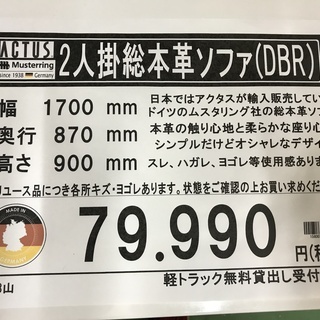 ACTUS
Musterring
since 1938 Germany
2人掛総本革ソファ(DBR)
幅 1700 mm
奥行 870 mm
高さ 900 mm
日本ではアクタスが輸入販売してい
ドイツのムスタリング社の総本革ソフ
本革の触り心地と柔らかな座り心
シンプルだけどオシャレなデザイ
スレ、ハガレ、ヨゴレ等使用感ありま
ユース品につき各所キズ・ヨゴレあります。状態をご確認の上お買い求めくだ
MADE IN
GERMANY
79.990 円(税
軽トラック無料貸出し受付
山